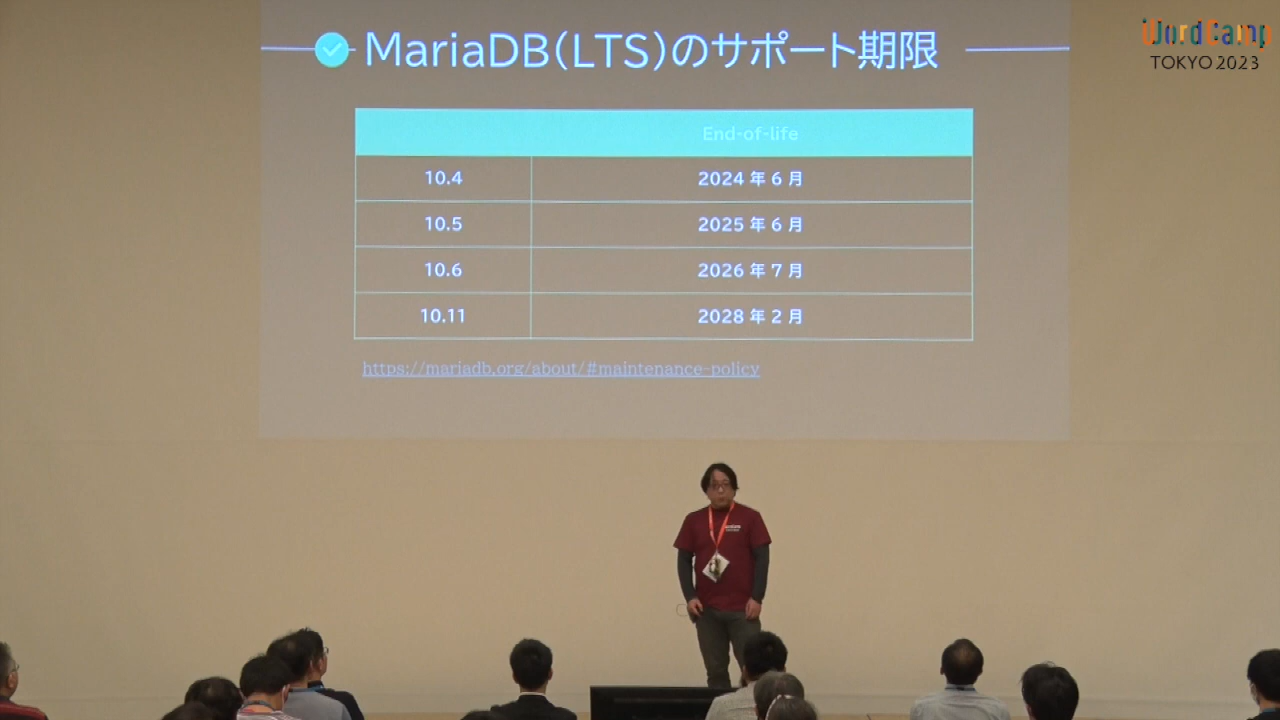 WordCamp
TOKYO 2023
MariaDB(LTS)のサポート期限
End-of-life
10.4 2024 年 6 月
10.5 2025 年 6 月
10.6 2026 年 7 月
10.11 2028 年 2 月
https://mariadb.org/about/#maintenance-policy